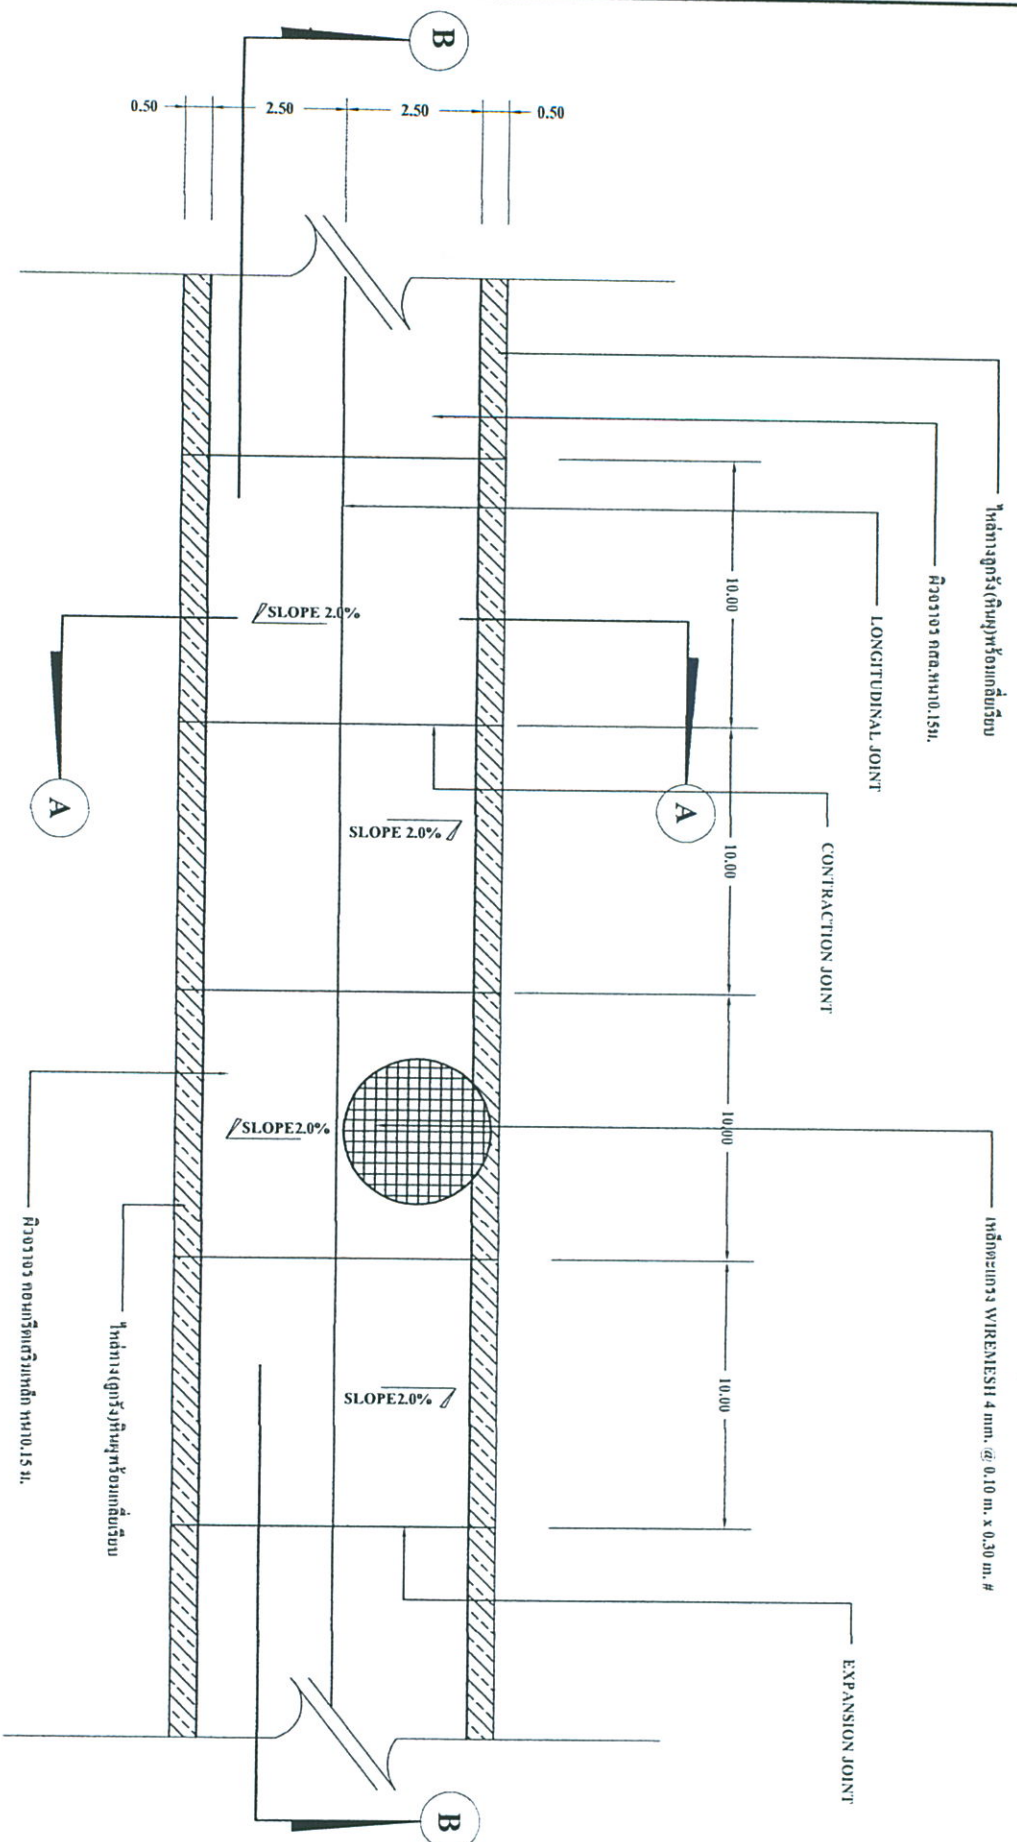 B
0.50
2.50
2.50
0.50
ไหล่ทางลูกรัง(หินผุ)พร้อมเกลี่ยเรียบ
ผิวจราจร คสล.หนา0.15ม.
LONGITUDINAL JOINT
CONTRACTION JOINT
10.00
10.00
10.00
10.00
SLOPE 2.0%
SLOPE 2.0%
SLOPE2.0%
SLOPE2.0%
A
A
เหล็กตะแกรง WIREMESH 4 mm. @ 0.10 m. x 0.30 m. #
EXPANSION JOINT
ไหล่ทาง(ลูกรัง)หินผุพร้อมเกลี่ยเรียบ
ผิวจราจร คอนกรีตเสริมเหล็ก หนา0.15 ม.
B